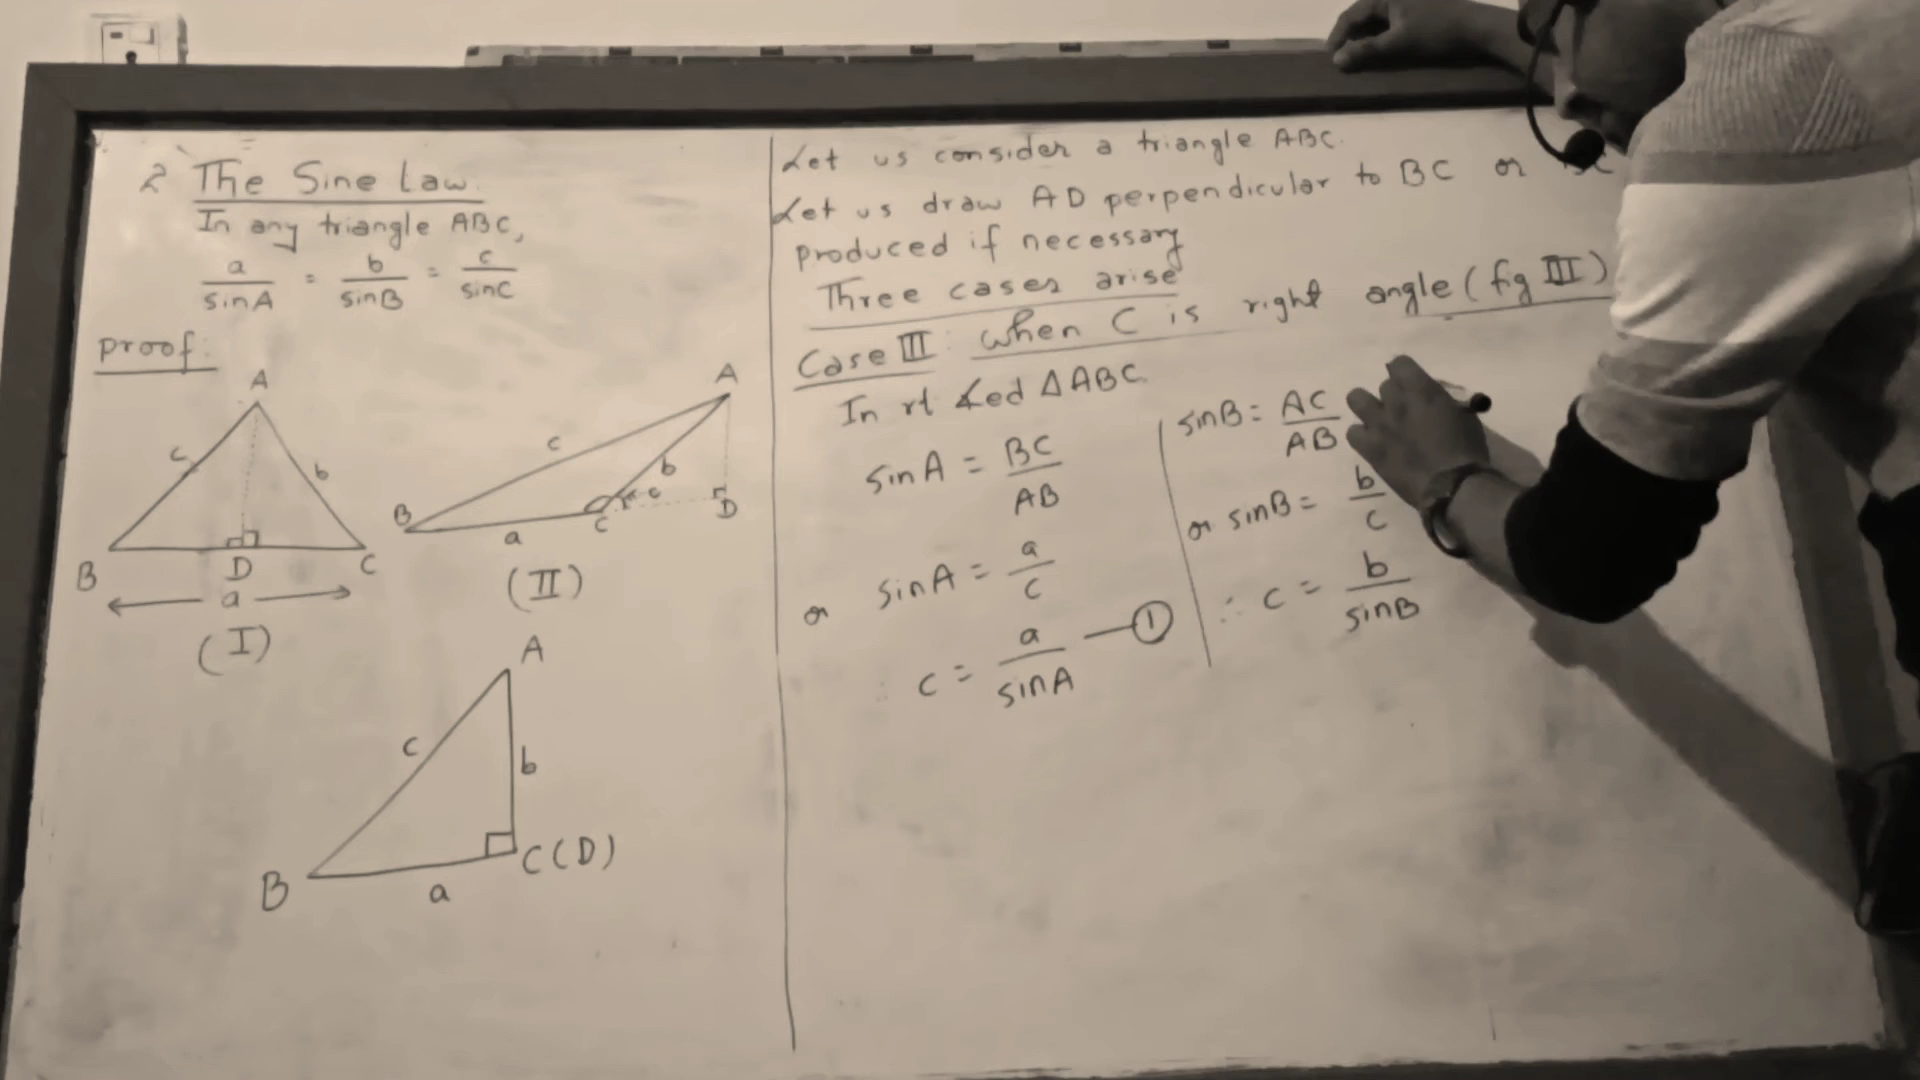 2 The Sine Law.
In any triangle ABC,
a/sinA = b/sinB = c/sinC
Proof:
A
c
b
B
D
C
a
(I)
A
c
b
B
a
C
π-c
D
(II)
A
c
b
B
a
C(D)
Let us consider a triangle ABC.
Let us draw AD perpendicular to BC or BC
produced if necessary
Three cases arise
Case III: when C is right angle (fig III)
In rt ∡ed ΔABC
sinA = BC/AB
or sinA = a/c
c = a/sinA —①
sinB = AC/AB
or sinB = b/c
∴ c = b/sinB